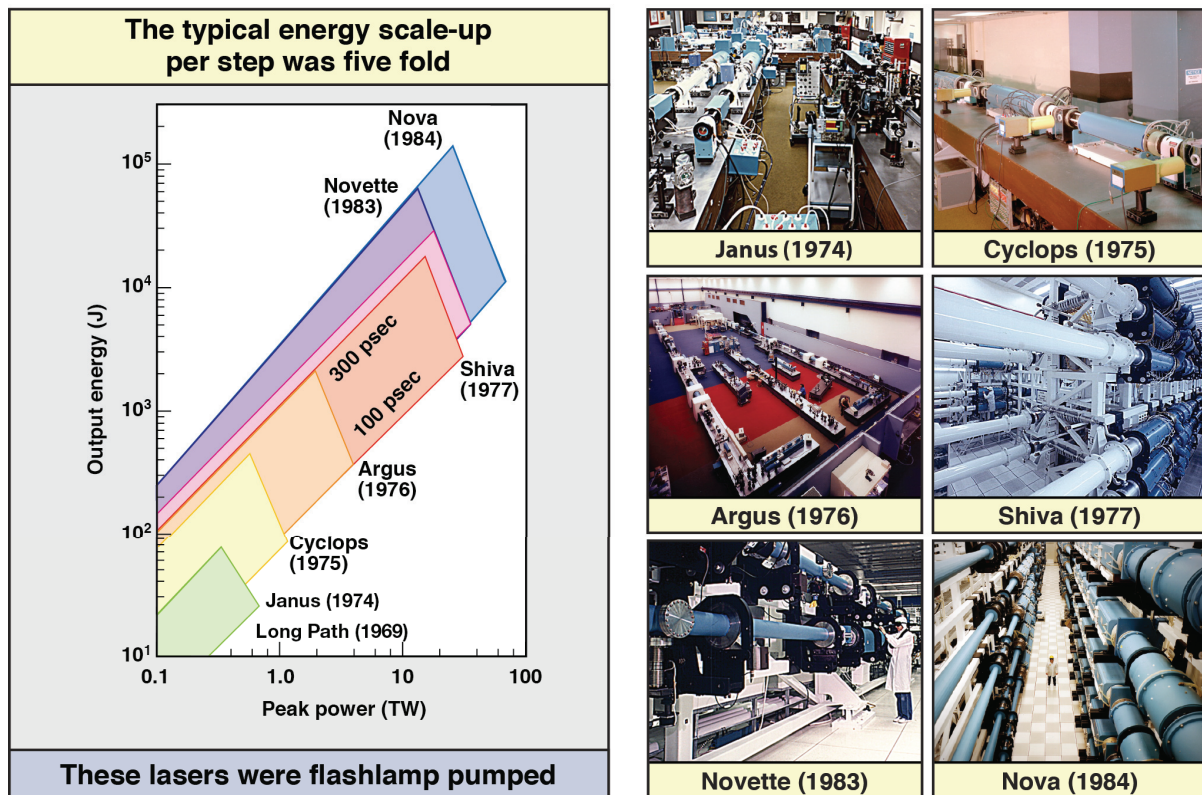 The typical energy scale-up
per step was five fold
Nova
(1984)
Novette
(1983)
10⁵
10⁴
10³
10²
10¹
Output energy (J)
300 psec
100 psec
Shiva
(1977)
Argus
(1976)
Cyclops
(1975)
Janus (1974)
Long Path (1969)
0.1
1.0
10
100
Peak power (TW)
These lasers were flashlamp pumped
Janus (1974)
Cyclops (1975)
Argus (1976)
Shiva (1977)
Novette (1983)
Nova (1984)